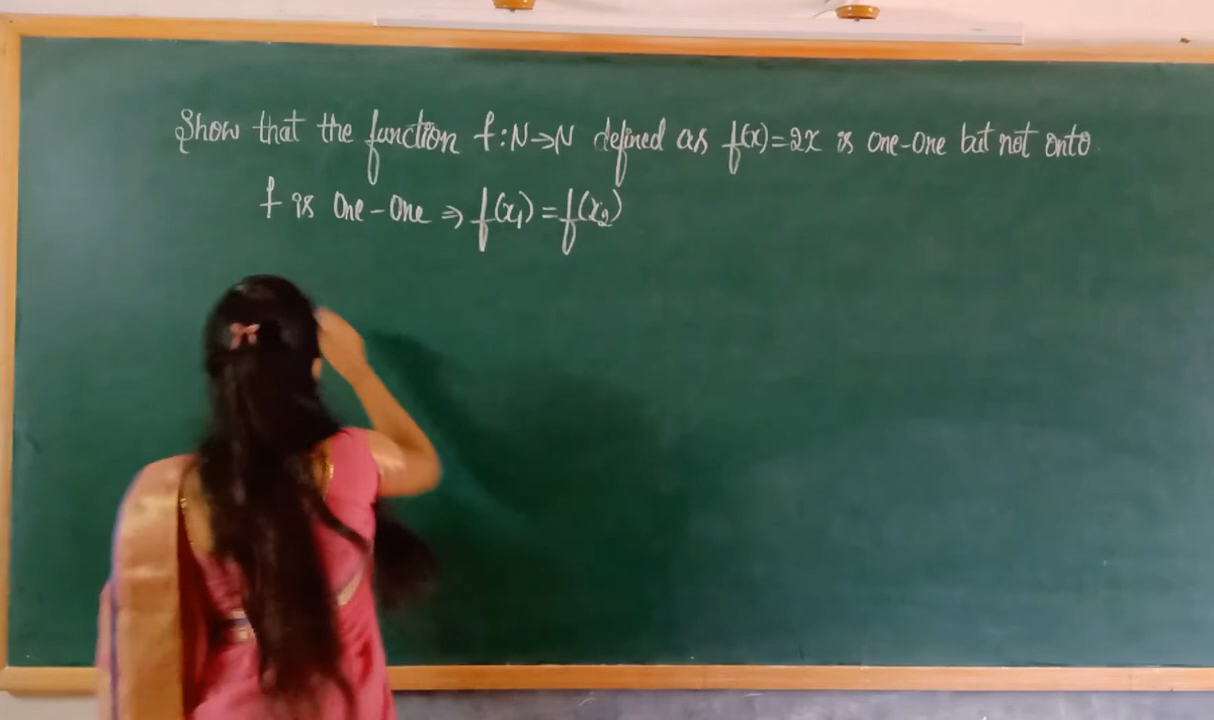 Show that the function f:N→N defined as f(x)=2x is one-one but not onto.
f is one-one ⇒ f(x₁) = f(x₂)